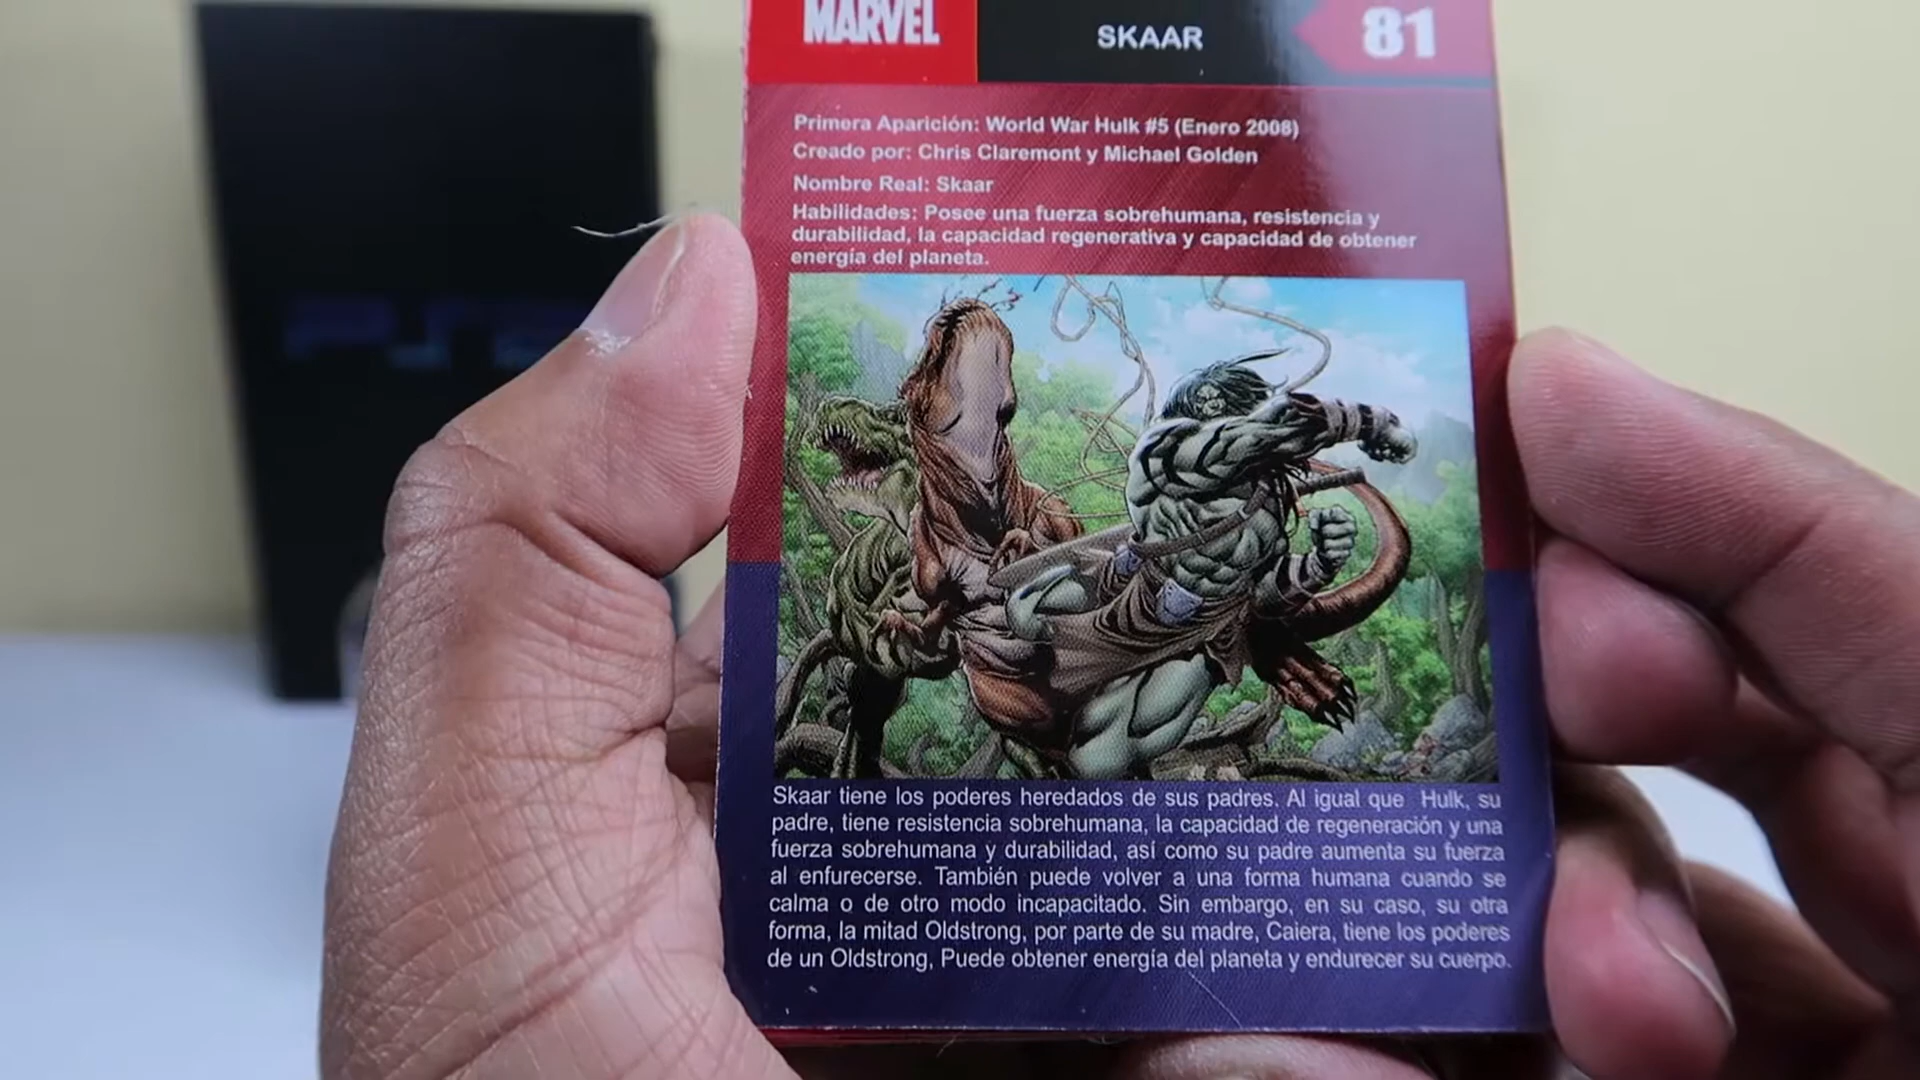 MARVEL
SKAAR
81
Primera Aparición: World War Hulk #5 (Enero 2008)
Creado por: Chris Claremont y Michael Golden
Nombre Real: Skaar
Habilidades: Posee una fuerza sobrehumana, resistencia y
durabilidad, la capacidad regenerativa y capacidad de obtener
energía del planeta.
PS2
Skaar tiene los poderes heredados de sus padres. Al igual que Hulk, su
padre, tiene resistencia sobrehumana, la capacidad de regeneración y una
fuerza sobrehumana y durabilidad, así como su padre aumenta su fuerza
al enfurecerse. También puede volver a una forma humana cuando se
calma o de otro modo incapacitado. Sin embargo, en su caso, su otra
forma, la mitad Oldstrong, por parte de su madre, Caiera, tiene los poderes
de un Oldstrong, Puede obtener energía del planeta y endurecer su cuerpo.